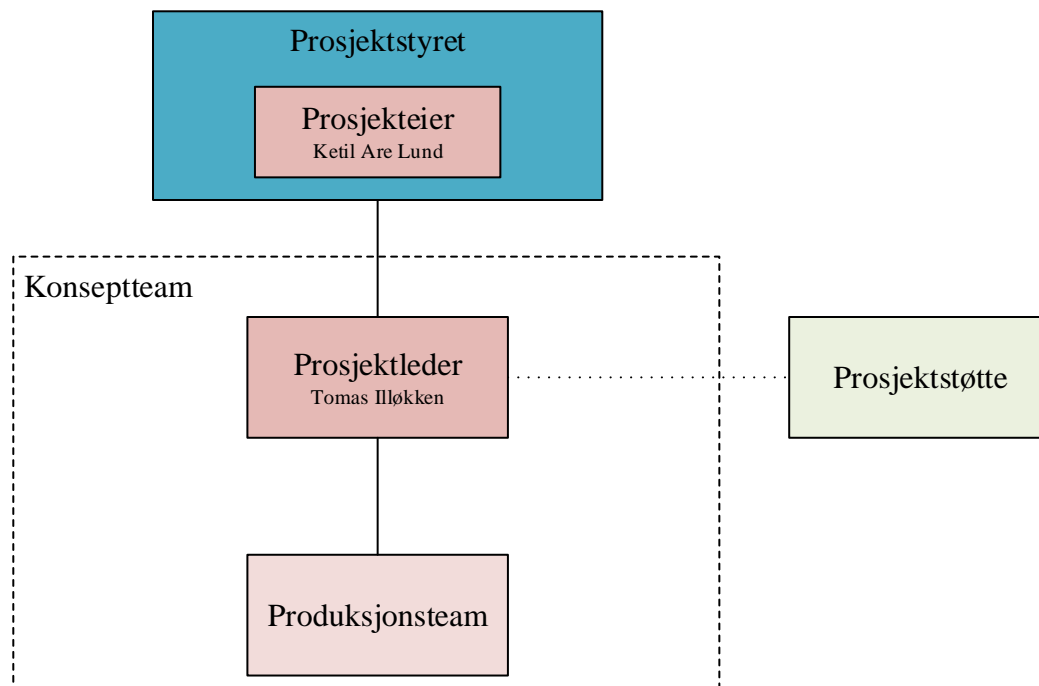 Prosjektstyret
Prosjekteier
Ketil Are Lund
Konseptteam
Prosjektleder
Tomas Illøkken
Prosjektstøtte
Produksjonsteam